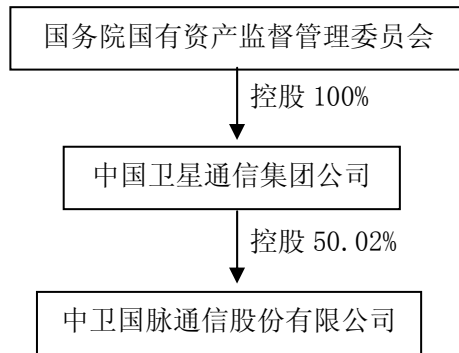 国务院国有资产监督管理委员会
控股 100%
中国卫星通信集团公司
控股 50.02%
中卫国脉通信股份有限公司